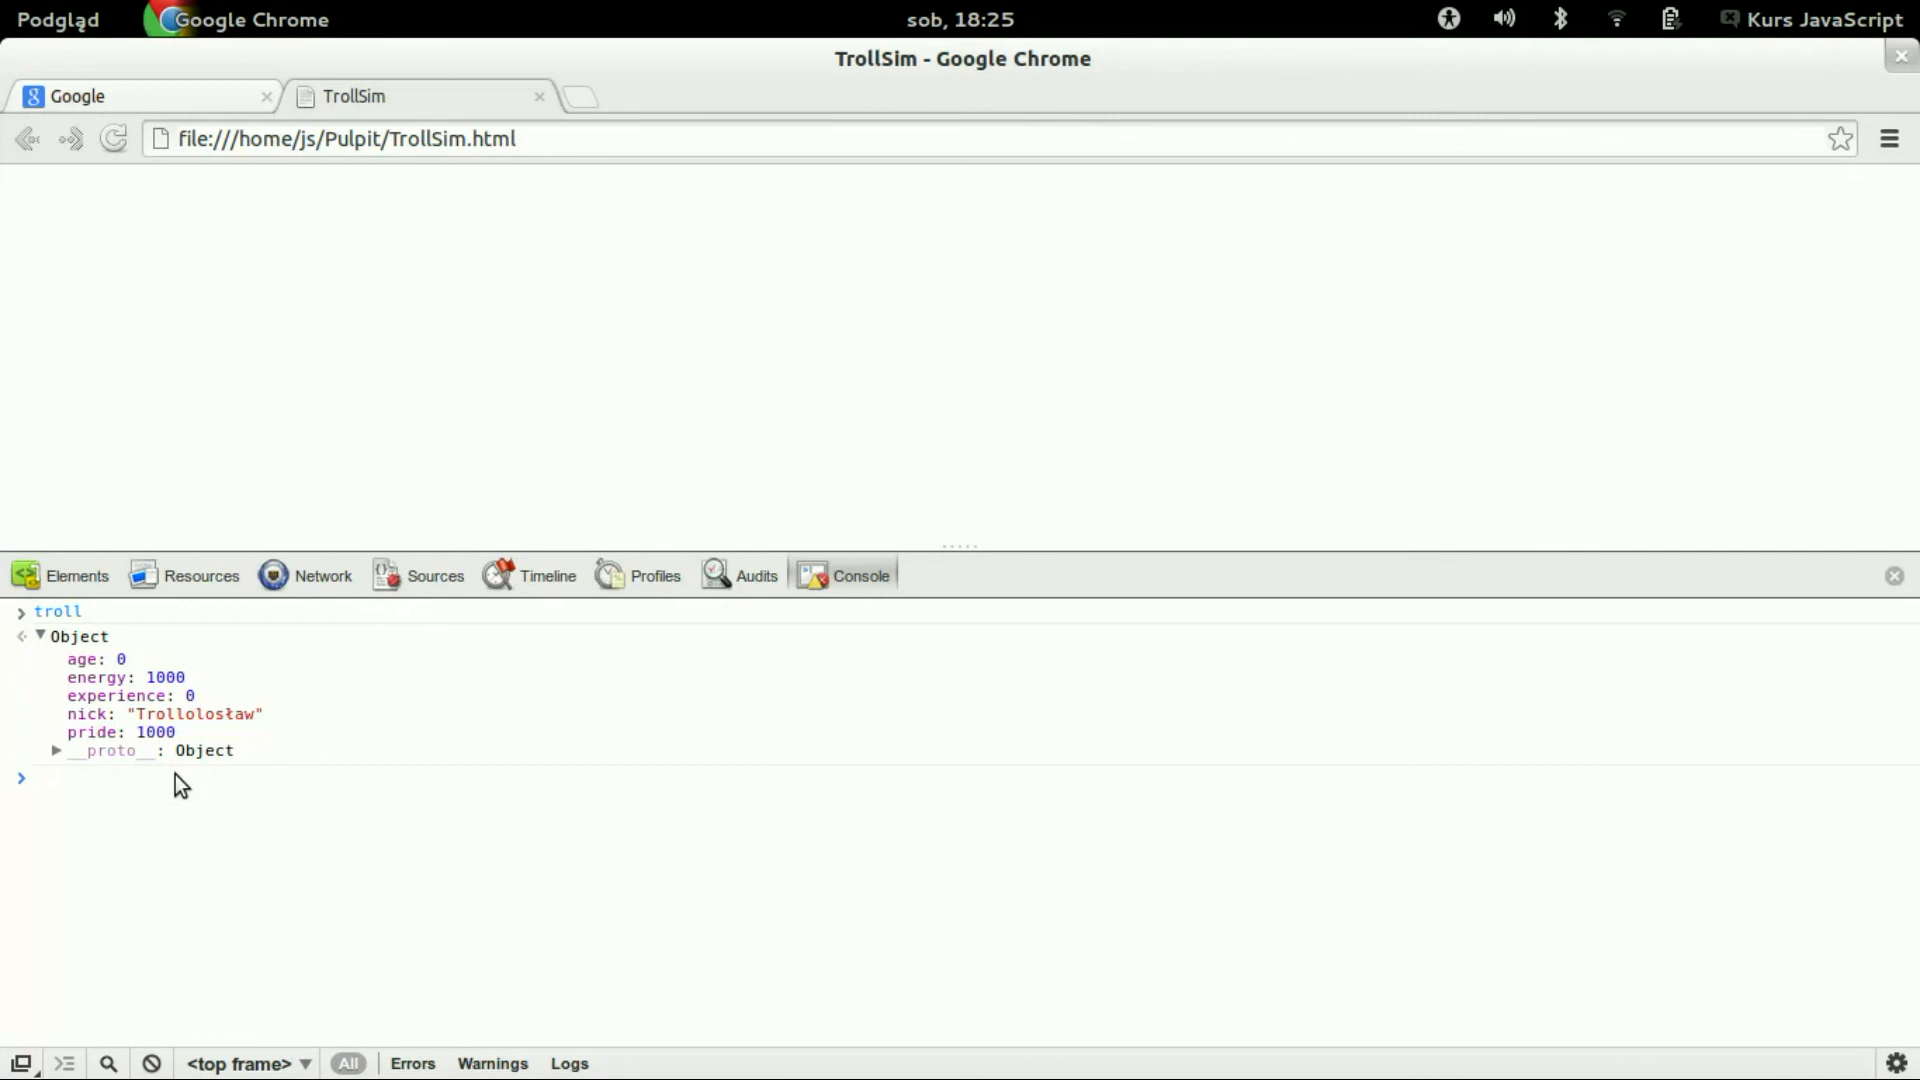 Podgląd Google Chrome sob, 18:25 Kurs JavaScript
TrollSim - Google Chrome
Google TrollSim
file:///home/js/Pulpit/TrollSim.html
Elements Resources Network Sources Timeline Profiles Audits Console
troll
Object
age: 0
energy: 1000
experience: 0
nick: "Trollolosław"
pride: 1000
__proto__: Object
<top frame> All Errors Warnings Logs